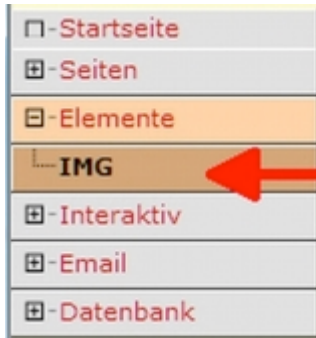 Startseite
Seiten
Elemente
IMG
Interaktiv
Email
Datenbank